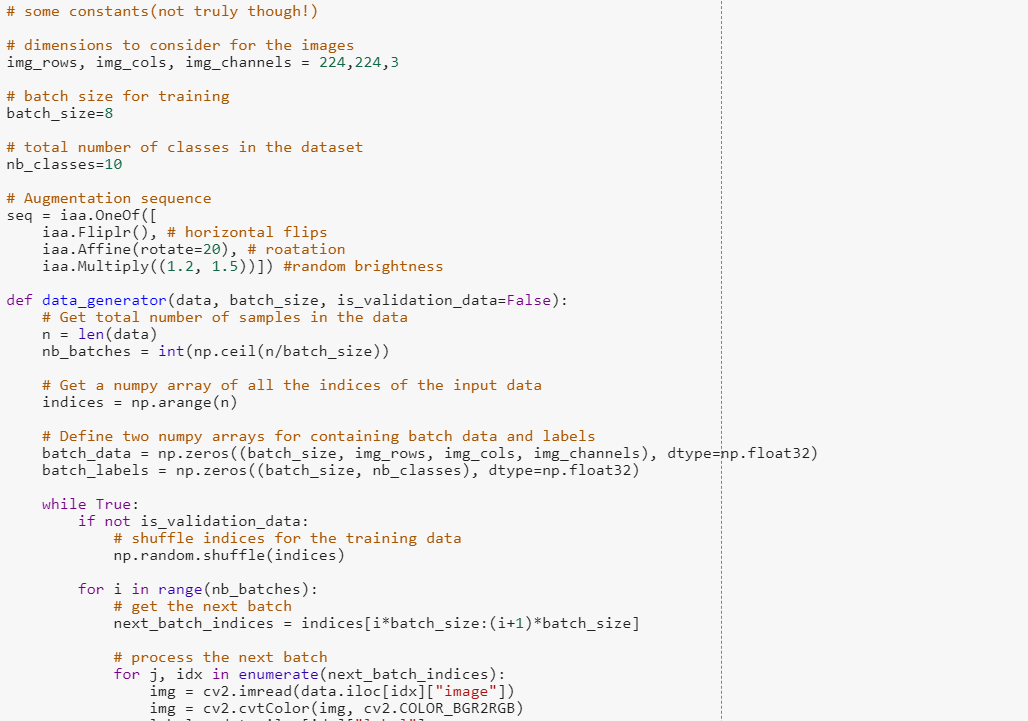 # some constants(not truly though!)
# dimensions to consider for the images
img_rows, img_cols, img_channels = 224,224,3
# batch size for training
batch_size=8
# total number of classes in the dataset
nb_classes=10
# Augmentation sequence
seq = iaa.OneOf([
    iaa.Fliplr(), # horizontal flips
    iaa.Affine(rotate=20), # roatation
    iaa.Multiply((1.2, 1.5))]) #random brightness
def data_generator(data, batch_size, is_validation_data=False):
    # Get total number of samples in the data
    n = len(data)
    nb_batches = int(np.ceil(n/batch_size))
    # Get a numpy array of all the indices of the input data
    indices = np.arange(n)
    # Define two numpy arrays for containing batch data and labels
    batch_data = np.zeros((batch_size, img_rows, img_cols, img_channels), dtype=np.float32)
    batch_labels = np.zeros((batch_size, nb_classes), dtype=np.float32)
    while True:
        if not is_validation_data:
            # shuffle indices for the training data
            np.random.shuffle(indices)
        for i in range(nb_batches):
            # get the next batch
            next_batch_indices = indices[i*batch_size:(i+1)*batch_size]
            # process the next batch
            for j, idx in enumerate(next_batch_indices):
                img = cv2.imread(data.iloc[idx]["image"])
                img = cv2.cvtColor(img, cv2.COLOR_BGR2RGB)